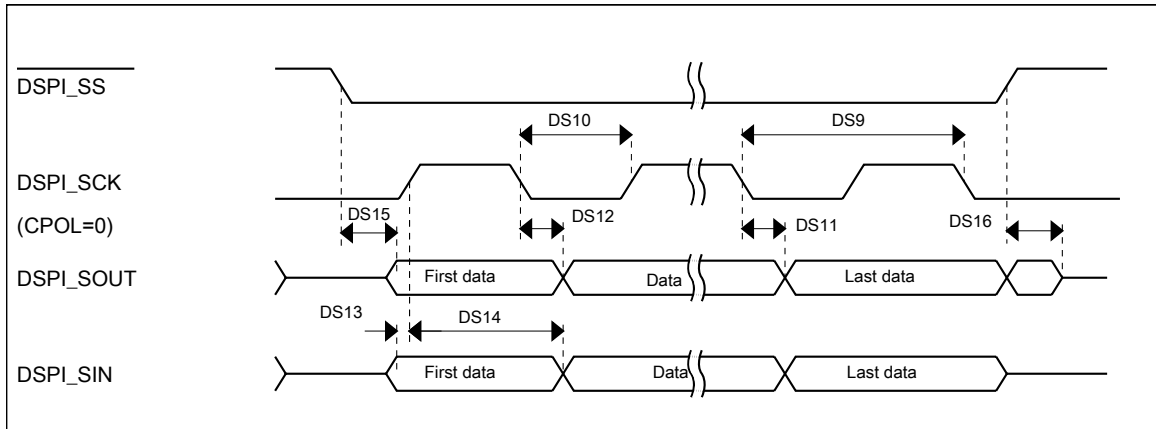 DSPI_SS
DS10
DS9
DSPI_SCK
(CPOL=0)
DS15
DS12
DS11
DS16
DSPI_SOUT
First data
Data
Last data
DS13
DS14
DSPI_SIN
First data
Data
Last data